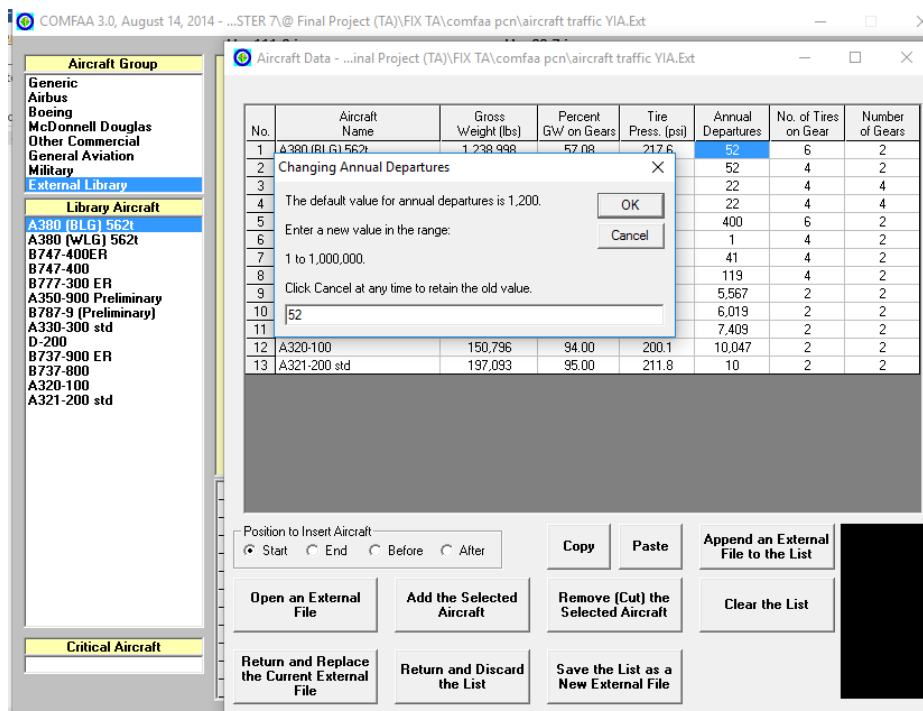 COMFAA 3.0, August 14, 2014 - ...STER 7\@ Final Project (TA)\FIX TA\comfaa pcn\aircraft traffic YIA.Ext
Aircraft Group
Generic
Airbus
Boeing
McDonnell Douglas
Other Commercial
General Aviation
Military
External Library
Library Aircraft
A380 (BLG) 562t
A380 (WLG) 562t
B747-400ER
B747-400
B777-300 ER
A350-900 Preliminary
B787-9 (Preliminary)
A330-300 std
D-200
B737-900 ER
B737-800
A320-100
A321-200 std
Critical Aircraft
Aircraft Data - ...inal Project (TA)\FIX TA\comfaa pcn\aircraft traffic YIA.Ext
No. Aircraft Name Gross Weight (lbs) Percent GW on Gears Tire Press. (psi) Annual Departures No. of Tires on Gear Number of Gears
1 A380 (BLG) 562t 1,238,998 57.08 217.6 52 6 2
2 52 4 2
3 22 4 4
4 22 4 4
5 400 6 2
6 1 4 2
7 41 4 2
8 119 4 2
9 5,567 2 2
10 6,019 2 2
11 7,409 2 2
12 A320-100 150,796 94.00 200.1 10,047 2 2
13 A321-200 std 197,093 95.00 211.8 10 2 2
Changing Annual Departures
The default value for annual departures is 1,200.
Enter a new value in the range:
1 to 1,000,000.
Click Cancel at any time to retain the old value.
OK
Cancel
52
Position to Insert Aircraft
Start End Before After
Copy
Paste
Append an External File to the List
Open an External File
Add the Selected Aircraft
Remove (Cut) the Selected Aircraft
Clear the List
Return and Replace the Current External File
Return and Discard the List
Save the List as a New External File